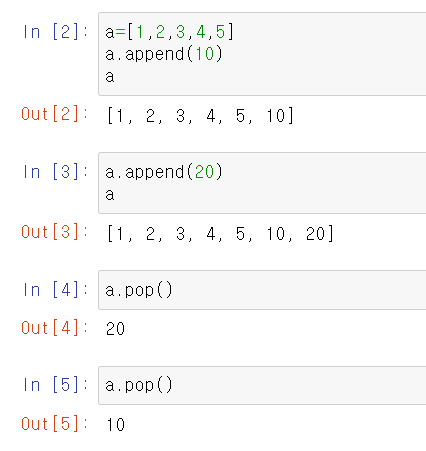 In [2]: a=[1,2,3,4,5]
a.append(10)
a
Out[2]: [1, 2, 3, 4, 5, 10]
In [3]: a.append(20)
a
Out[3]: [1, 2, 3, 4, 5, 10, 20]
In [4]: a.pop()
Out[4]: 20
In [5]: a.pop()
Out[5]: 10